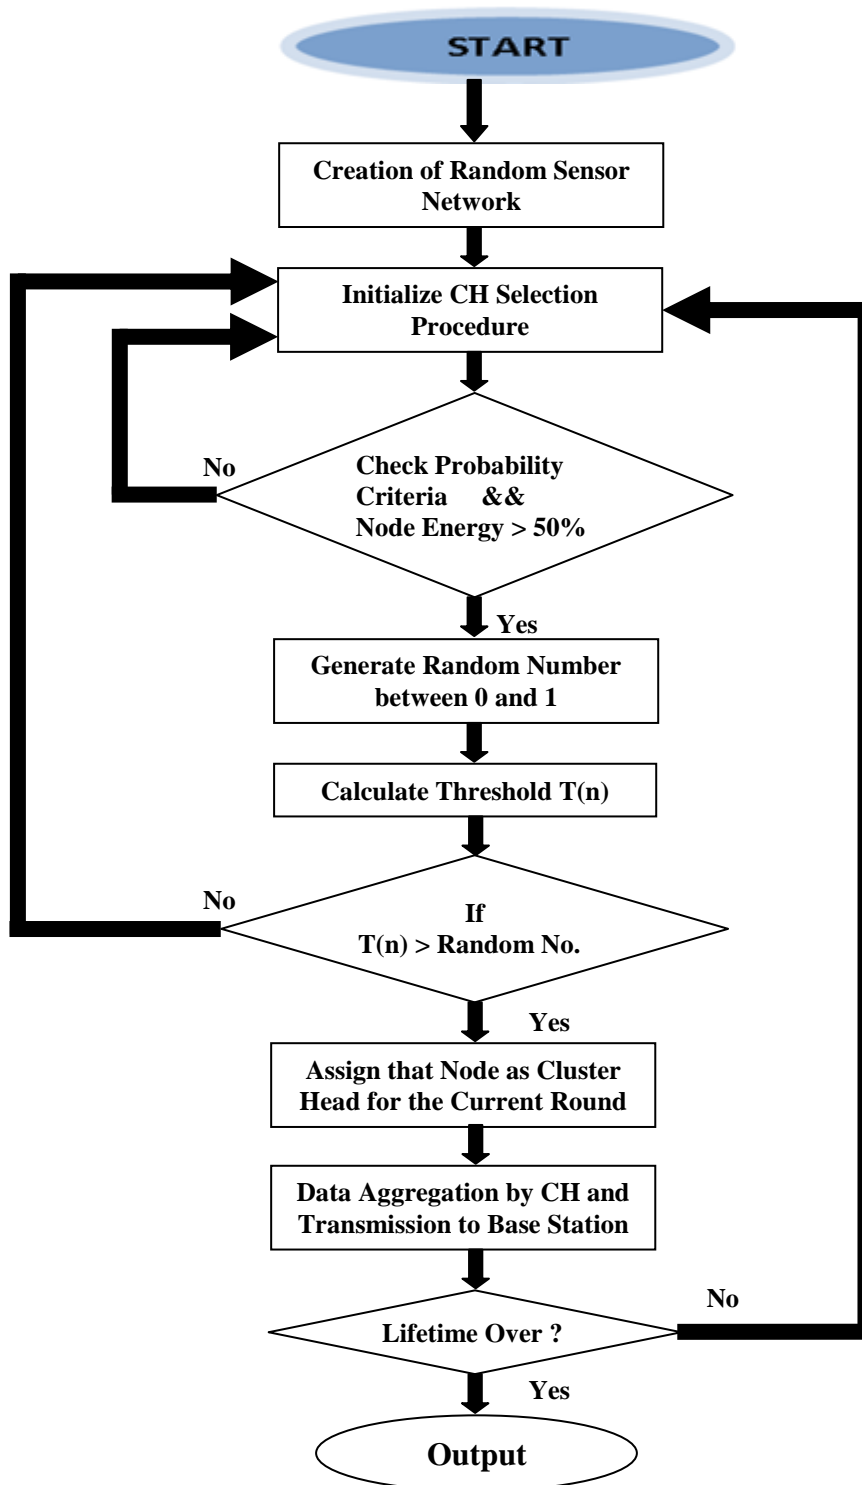 START
Creation of Random Sensor
Network
Initialize CH Selection
Procedure
No
Check Probability
Criteria &&
Node Energy > 50%
Yes
Generate Random Number
between 0 and 1
Calculate Threshold T(n)
No
If
T(n) > Random No.
Yes
Assign that Node as Cluster
Head for the Current Round
Data Aggregation by CH and
Transmission to Base Station
No
Lifetime Over ?
Yes
Output